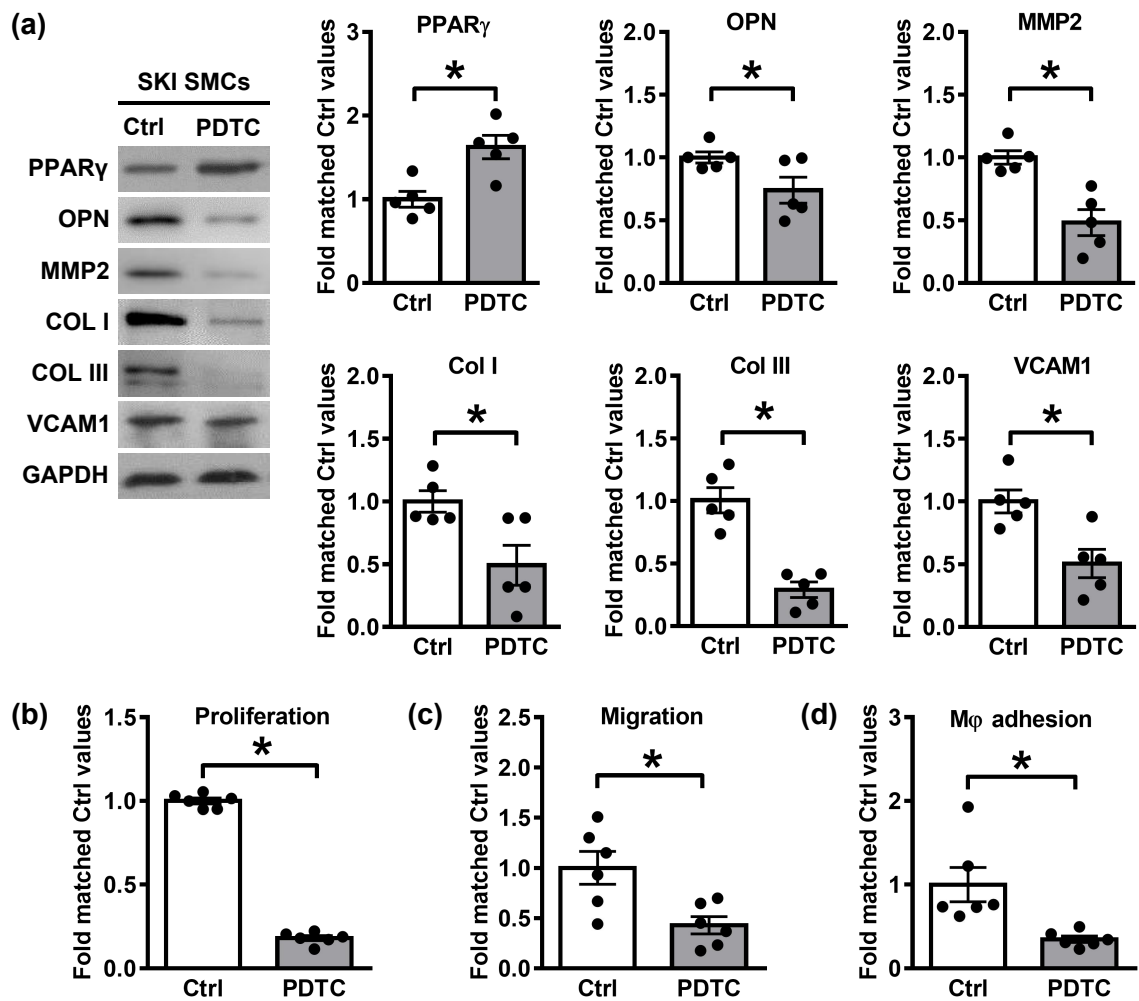 (a)
SKI SMCs
Ctrl PDTC
PPARγ
OPN
MMP2
COL I
COL III
VCAM1
GAPDH
PPARγ
Fold matched Ctrl values
3
2
1
0
*
Ctrl PDTC
OPN
Fold matched Ctrl values
2.0
1.5
1.0
0.5
0.0
*
Ctrl PDTC
MMP2
Fold matched Ctrl values
2.0
1.5
1.0
0.5
0.0
*
Ctrl PDTC
Col I
Fold matched Ctrl values
2.0
1.5
1.0
0.5
0.0
*
Ctrl PDTC
Col III
Fold matched Ctrl values
2.0
1.5
1.0
0.5
0.0
*
Ctrl PDTC
VCAM1
Fold matched Ctrl values
2.0
1.5
1.0
0.5
0.0
*
Ctrl PDTC
(b)
Proliferation
Fold matched Ctrl values
1.5
1.0
0.5
0.0
*
Ctrl PDTC
(c)
Migration
Fold matched Ctrl values
2.5
2.0
1.5
1.0
0.5
0.0
*
Ctrl PDTC
(d)
Mφ adhesion
Fold matched Ctrl values
3
2
1
0
*
Ctrl PDTC